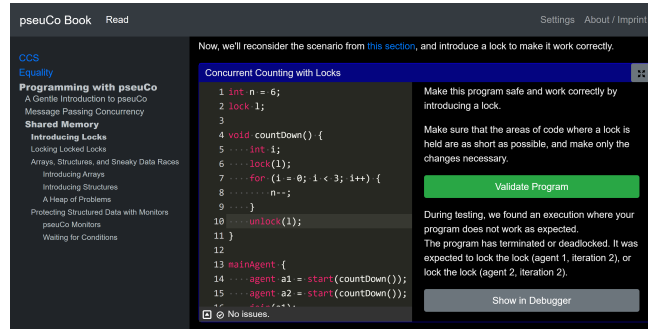 pseuCo Book Read Settings About / Imprint
CCS
Equality
Programming with pseuCo
A Gentle Introduction to pseuCo
Message Passing Concurrency
Shared Memory
Introducing Locks
Locking Locked Locks
Arrays, Structures, and Sneaky Data Races
Introducing Arrays
Introducing Structures
A Heap of Problems
Protecting Structured Data with Monitors
pseuCo Monitors
Waiting for Conditions
Now, we'll reconsider the scenario from this section, and introduce a lock to make it work correctly.
Concurrent Counting with Locks
1 int n = 6;
2 lock l;
3
4 void countDown() {
5 int i;
6 lock(l);
7 for (i = 0; i < 3; i++) {
8 n--;
9 }
10 unlock(l);
11 }
12
13 mainAgent {
14 agent a1 = start(countDown());
15 agent a2 = start(countDown());
No issues.
Make this program safe and work correctly by
introducing a lock.
Make sure that the areas of code where a lock is
held are as short as possible, and make only the
changes necessary.
Validate Program
During testing, we found an execution where your
program does not work as expected.
The program has terminated or deadlocked. It was
expected to lock the lock (agent 1, iteration 2), or
lock the lock (agent 2, iteration 2).
Show in Debugger